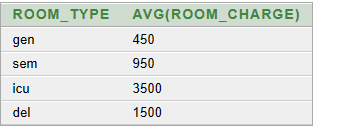 ROOM_TYPE AVG(ROOM_CHARGE)
gen 450
sem 950
icu 3500
del 1500